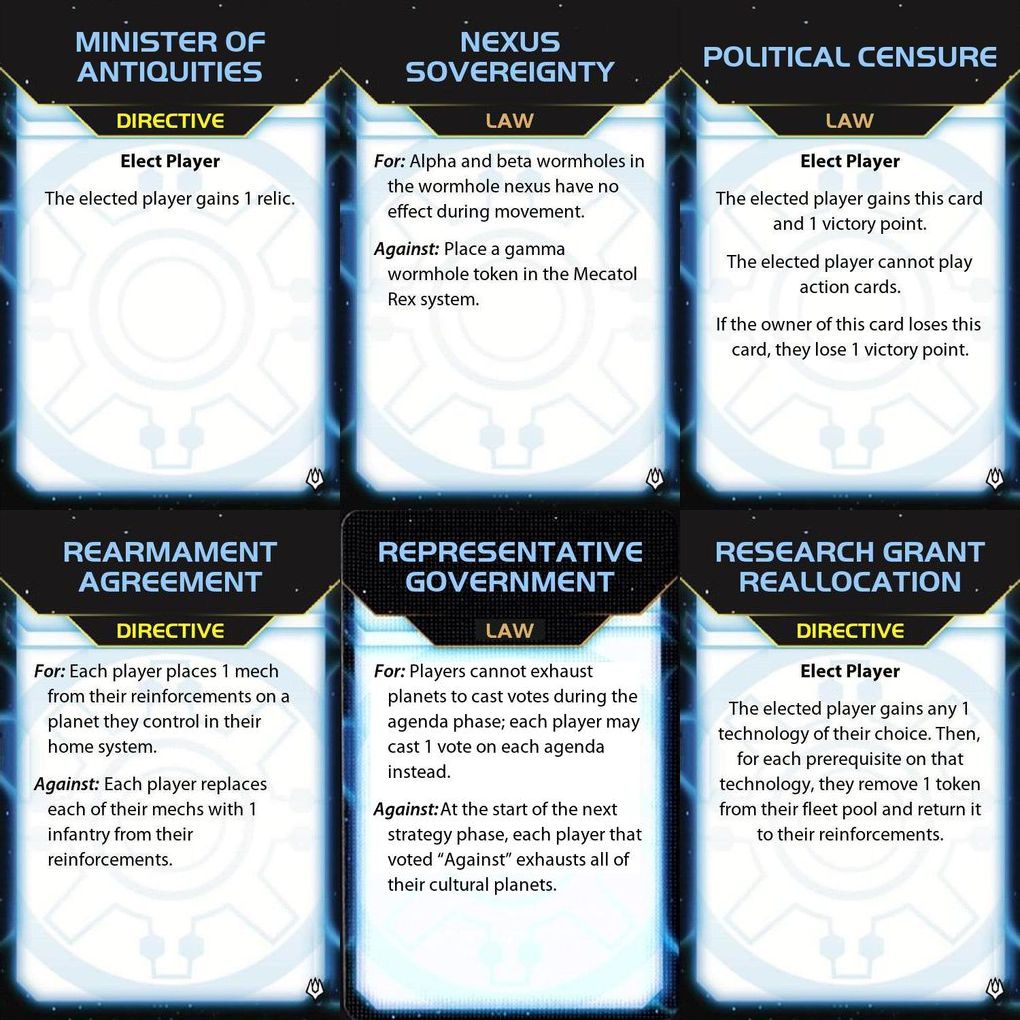 MINISTER OF
ANTIQUITIES
DIRECTIVE
Elect Player
The elected player gains 1 relic.
NEXUS
SOVEREIGNTY
LAW
For: Alpha and beta wormholes in
the wormhole nexus have no
effect during movement.
Against: Place a gamma
wormhole token in the Mecatol
Rex system.
POLITICAL CENSURE
LAW
Elect Player
The elected player gains this card
and 1 victory point.
The elected player cannot play
action cards.
If the owner of this card loses this
card, they lose 1 victory point.
REARMAMENT
AGREEMENT
DIRECTIVE
For: Each player places 1 mech
from their reinforcements on a
planet they control in their
home system.
Against: Each player replaces
each of their mechs with 1
infantry from their
reinforcements.
REPRESENTATIVE
GOVERNMENT
LAW
For: Players cannot exhaust
planets to cast votes during the
agenda phase; each player may
cast 1 vote on each agenda
instead.
Against: At the start of the next
strategy phase, each player that
voted “Against” exhausts all of
their cultural planets.
RESEARCH GRANT
REALLOCATION
DIRECTIVE
Elect Player
The elected player gains any 1
technology of their choice. Then,
for each prerequisite on that
technology, they remove 1 token
from their fleet pool and return it
to their reinforcements.